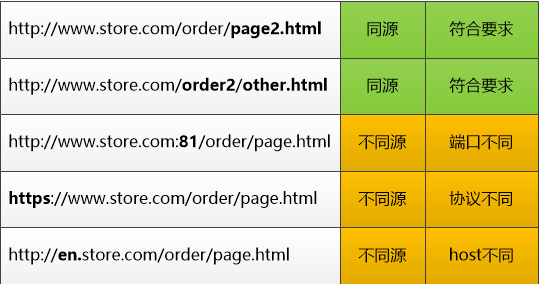 http://www.store.com/order/page2.html 同源 符合要求
http://www.store.com/order2/other.html 同源 符合要求
http://www.store.com:81/order/page.html 不同源 端口不同
https://www.store.com/order/page.html 不同源 协议不同
http://en.store.com/order/page.html 不同源 host不同